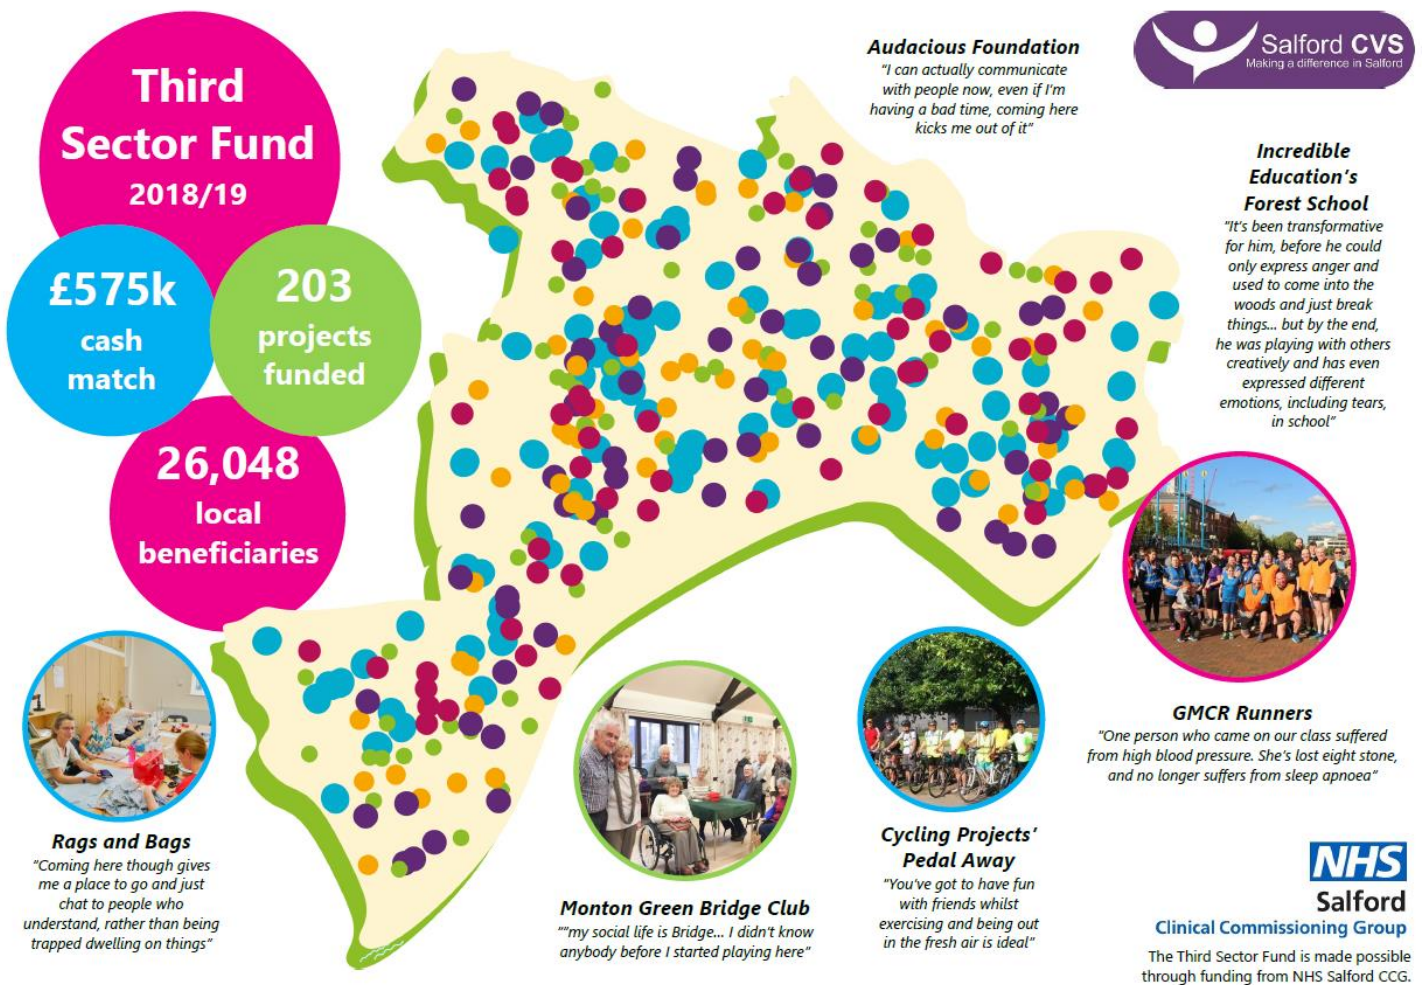 Third
Sector Fund
2018/19
£575k
cash
match
203
projects
funded
26,048
local
beneficiaries
Audacious Foundation
"I can actually communicate
with people now, even if I'm
having a bad time, coming here
kicks me out of it"
Salford CVS
Making a difference in Salford
Incredible
Education's
Forest School
"It's been transformative
for him, before he could
only express anger and
used to come into the
woods and just break
things... but by the end,
he was playing with others
creatively and has even
expressed different
emotions, including tears,
in school"
GMCR Runners
"One person who came on our class suffered
from high blood pressure. She's lost eight stone,
and no longer suffers from sleep apnoea"
Rags and Bags
"Coming here though gives
me a place to go and just
chat to people who
understand, rather than being
trapped dwelling on things"
Monton Green Bridge Club
""my social life is Bridge... I didn't know
anybody before I started playing here"
Cycling Projects'
Pedal Away
"You've got to have fun
with friends whilst
exercising and being out
in the fresh air is ideal"
NHS
Salford
Clinical Commissioning Group
The Third Sector Fund is made possible
through funding from NHS Salford CCG.